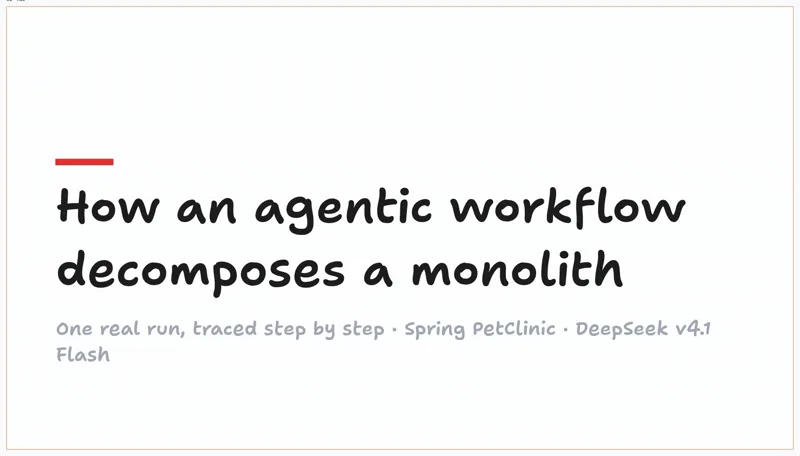 How an agentic workflow
decomposes a monolith
One real run, traced step by step · Spring PetClinic · DeepSeek v4.1
Flash